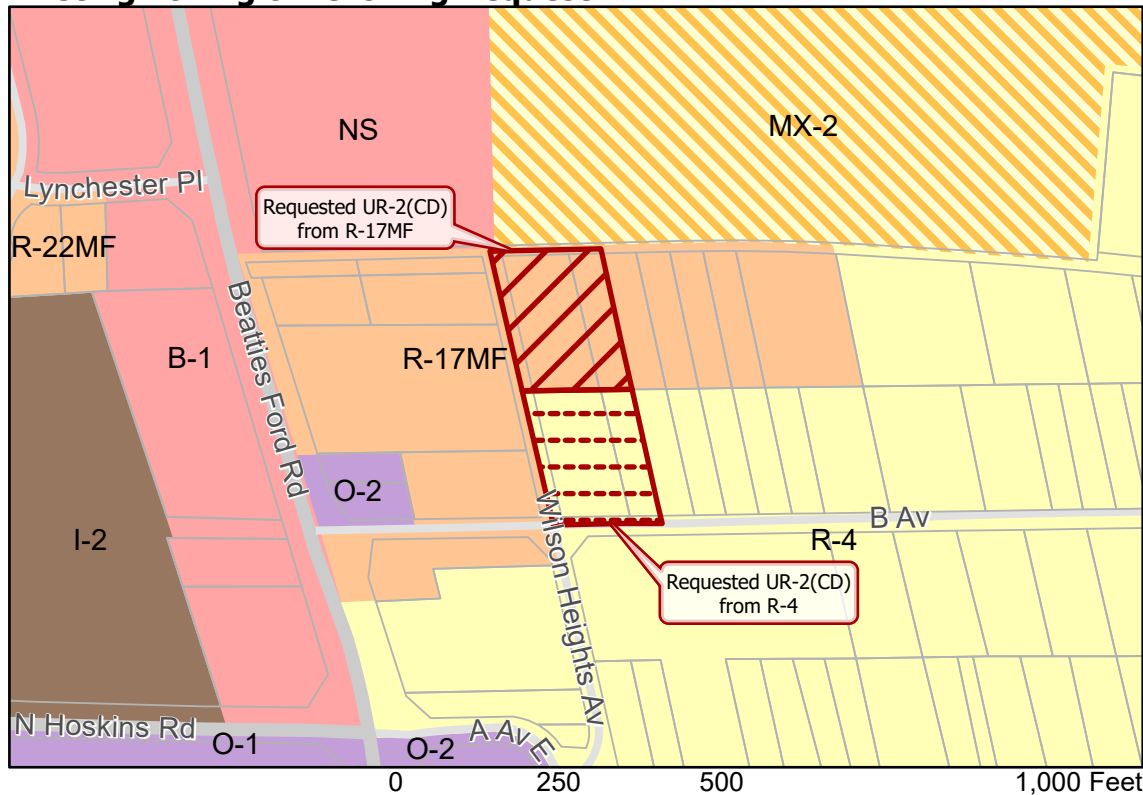 NS
MX-2
Lynchester Pl
Requested UR-2(CD)
from R-17MF
R-22MF
Beatties Ford Rd
B-1
R-17MF
O-2
Wilson Heights Av
B Av
I-2
R-4
Requested UR-2(CD)
from R-4
N Hoskins Rd
O-1
O-2
A Av E
0 250 500 1,000 Feet